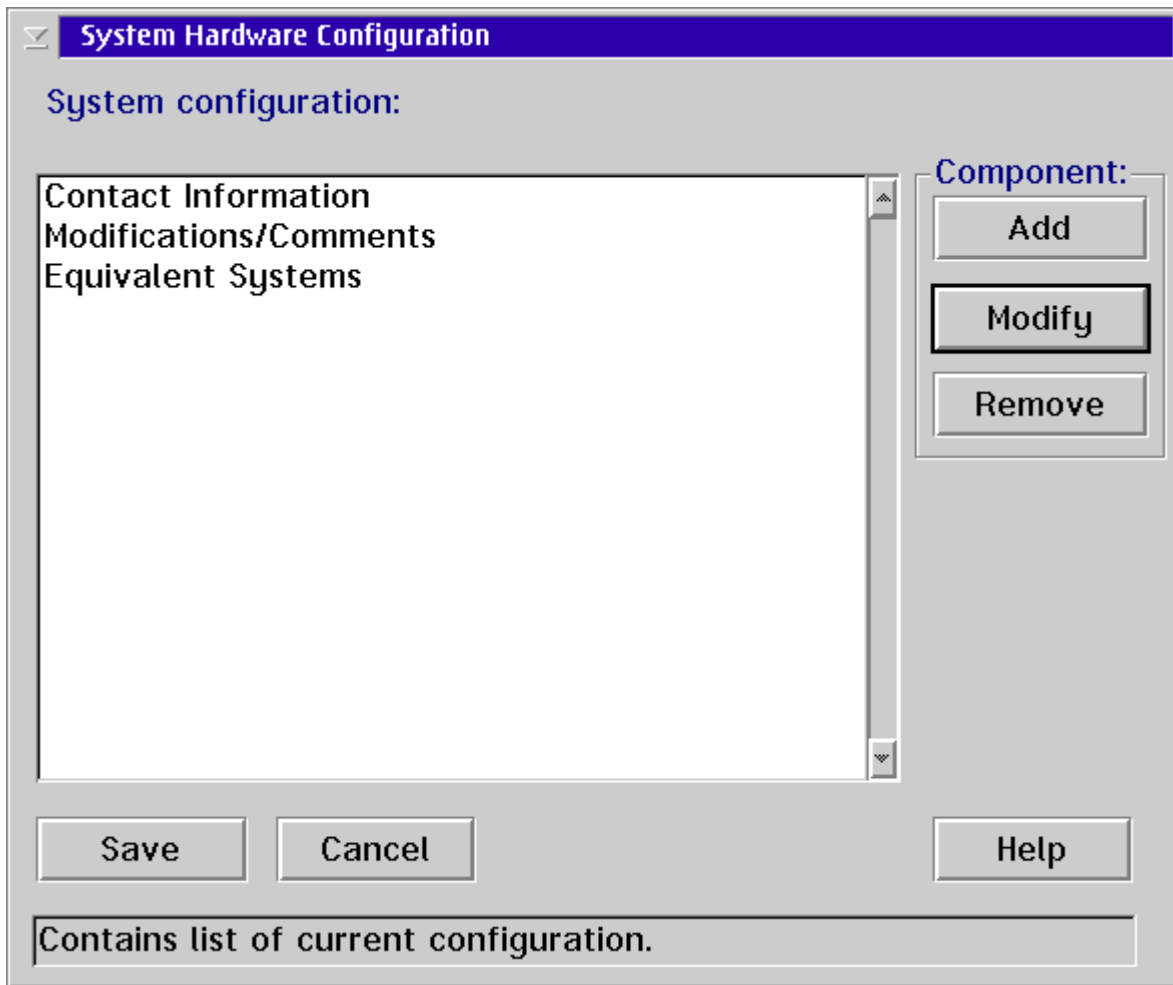 System Hardware Configuration
System configuration:
Contact Information
Modifications/Comments
Equivalent Systems
Component:
Add
Modify
Remove
Save
Cancel
Help
Contains list of current configuration.